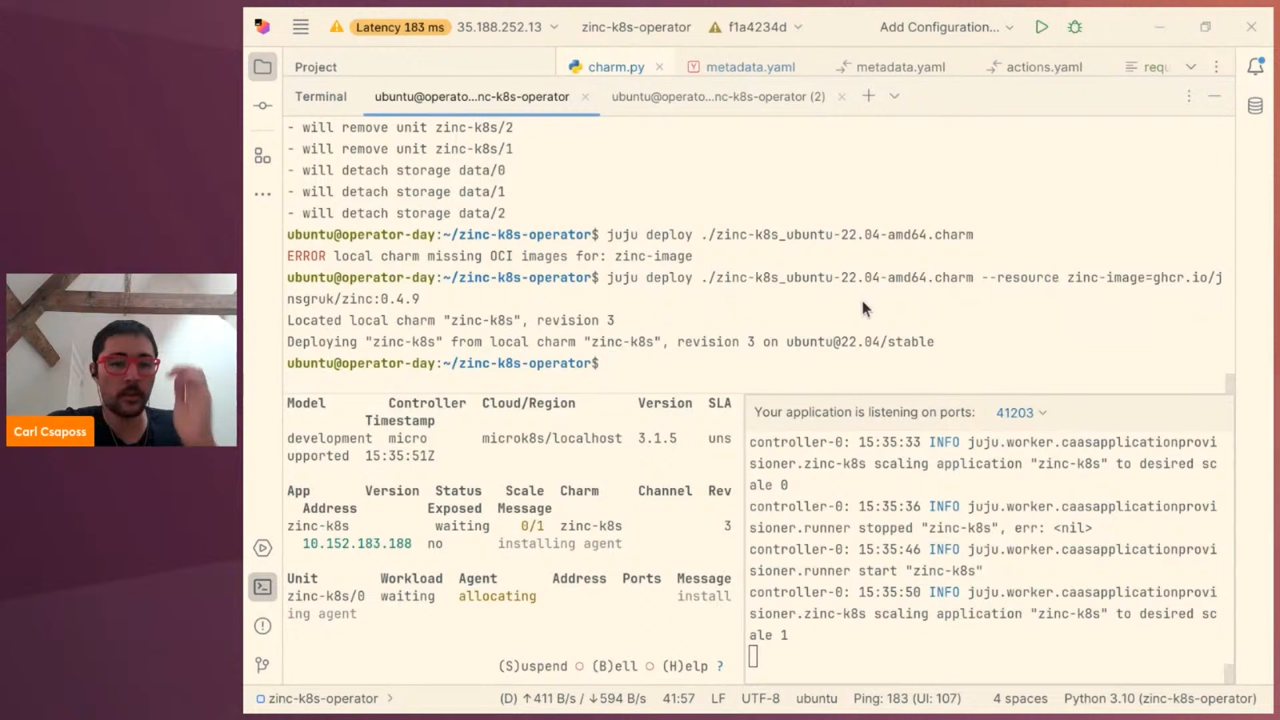 Latency 183 ms 35.188.252.13 zinc-k8s-operator f1a4234d Add Configuration...
Project charm.py metadata.yaml metadata.yaml actions.yaml requ
Terminal ubuntu@operato...nc-k8s-operator ubuntu@operato...nc-k8s-operator (2)
- will remove unit zinc-k8s/2
- will remove unit zinc-k8s/1
- will detach storage data/0
- will detach storage data/1
- will detach storage data/2
ubuntu@operator-day:~/zinc-k8s-operator$ juju deploy ./zinc-k8s_ubuntu-22.04-amd64.charm
ERROR local charm missing OCI images for: zinc-image
ubuntu@operator-day:~/zinc-k8s-operator$ juju deploy ./zinc-k8s_ubuntu-22.04-amd64.charm --resource zinc-image=ghcr.io/j
nsgruk/zinc:0.4.9
Located local charm "zinc-k8s", revision 3
Deploying "zinc-k8s" from local charm "zinc-k8s", revision 3 on ubuntu@22.04/stable
ubuntu@operator-day:~/zinc-k8s-operator$
Model Controller Cloud/Region Version SLA
Timestamp
development micro microk8s/localhost 3.1.5 uns
upported 15:35:51Z
App Version Status Scale Charm Channel Rev
Address Exposed Message
zinc-k8s waiting 0/1 zinc-k8s 3
10.152.183.188 no installing agent
Unit Workload Agent Address Ports Message
zinc-k8s/0 waiting allocating install
ing agent
(S)uspend (B)ell (H)elp ?
Your application is listening on ports: 41203
controller-0: 15:35:33 INFO juju.worker.caasapplicationprovi
sioner.zinc-k8s scaling application "zinc-k8s" to desired sc
ale 0
controller-0: 15:35:36 INFO juju.worker.caasapplicationprovi
sioner.runner stopped "zinc-k8s", err: <nil>
controller-0: 15:35:46 INFO juju.worker.caasapplicationprovi
sioner.runner start "zinc-k8s"
controller-0: 15:35:50 INFO juju.worker.caasapplicationprovi
sioner.zinc-k8s scaling application "zinc-k8s" to desired sc
ale 1
Carl Csaposs
zinc-k8s-operator (D) ↑411 B/s / ↓594 B/s 41:57 LF UTF-8 ubuntu Ping: 183 (UI: 107) 4 spaces Python 3.10 (zinc-k8s-operator)